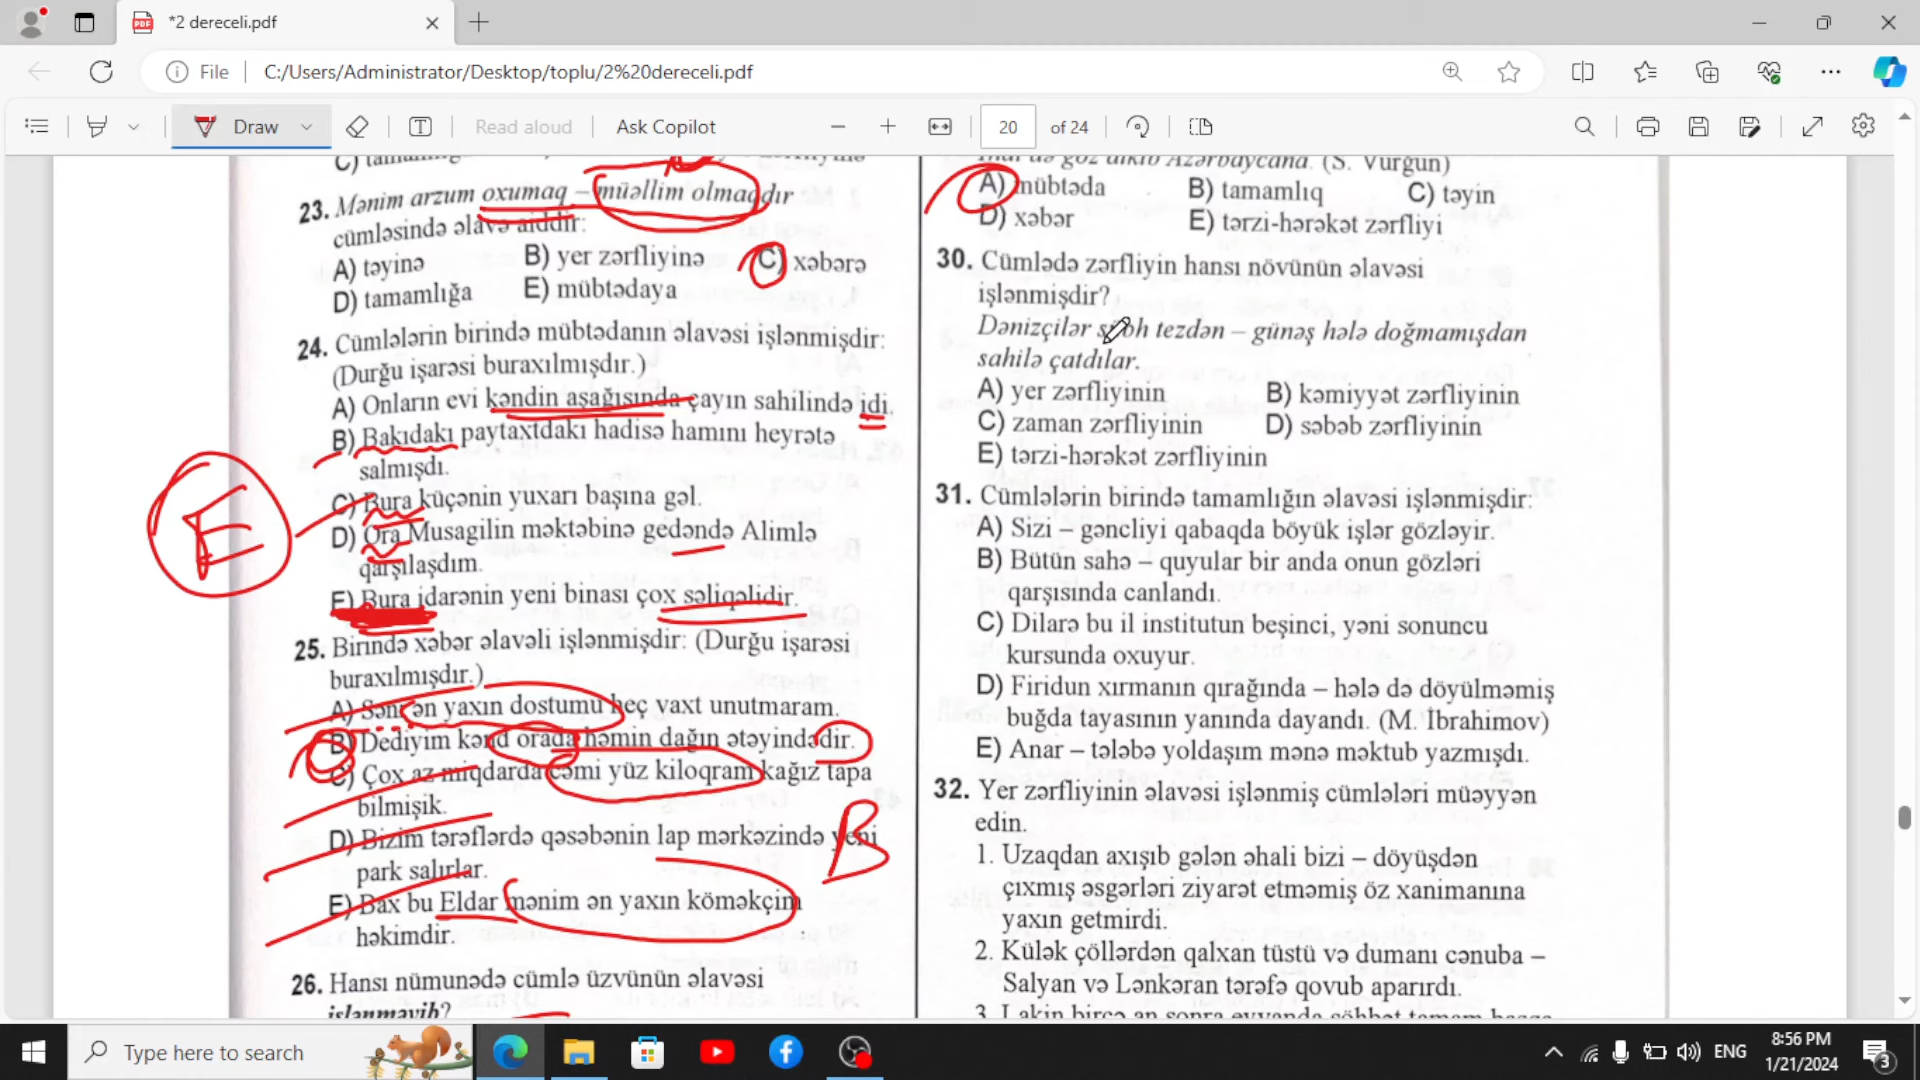 *2 dereceli.pdf
File
C:/Users/Administrator/Desktop/toplu/2%20dereceli.pdf
Draw
Read aloud
Ask Copilot
20
of 24
23. Mənim arzum oxumaq – müəllim olmaqdır
cümləsində əlavə aiddir:
A) təyinə B) yer zərfliyinə C) xəbərə
D) tamamlığa E) mübtədaya
24. Cümlələrin birində mübtədanın əlavəsi işlənmişdir:
(Durğu işarəsi buraxılmışdır.)
A) Onların evi kəndin aşağısında çayın sahilində idi.
B) Bakıdakı paytaxtdakı hadisə hamını heyrətə
salmışdı.
C) Bura küçənin yuxarı başına gəl.
D) Ora Musagilin məktəbinə gedəndə Alimlə
qarşılaşdım.
E) Bura idarənin yeni binası çox səliqəlidir.
E
25. Birində xəbər əlavəli işlənmişdir: (Durğu işarəsi
buraxılmışdır.)
A) Səni ən yaxın dostumu heç vaxt unutmaram.
B) Dediyim kənd orada həmin dağın ətəyindədir.
C) Çox az miqdarda cəmi yüz kiloqram kağız tapa
bilmişik.
D) Bizim tərəflərdə qəsəbənin lap mərkəzində yeni
park salırlar.
E) Bax bu Eldar mənim ən yaxın köməkçim
həkimdir.
B
26. Hansı nümunədə cümlə üzvünün əlavəsi
işlənməyib?
İnal də göz dikib Azərbaycana. (S. Vurğun)
A) mübtəda B) tamamlıq C) təyin
D) xəbər E) tərzi-hərəkət zərfliyi
30. Cümlədə zərfliyin hansı növünün əlavəsi
işlənmişdir?
Dənizçilər sübh tezdən – günəş hələ doğmamışdan
sahilə çatdılar.
A) yer zərfliyinin B) kəmiyyət zərfliyinin
C) zaman zərfliyinin D) səbəb zərfliyinin
E) tərzi-hərəkət zərfliyinin
31. Cümlələrin birində tamamlığın əlavəsi işlənmişdir.
A) Sizi – gəncliyi qabaqda böyük işlər gözləyir.
B) Bütün sahə – quyular bir anda onun gözləri
qarşısında canlandı.
C) Dilarə bu il institutun beşinci, yəni sonuncu
kursunda oxuyur.
D) Firidun xırmanın qırağında – hələ də döyülməmiş
buğda tayasının yanında dayandı. (M. İbrahimov)
E) Anar – tələbə yoldaşım mənə məktub yazmışdı.
32. Yer zərfliyinin əlavəsi işlənmiş cümlələri müəyyən
edin.
1. Uzaqdan axışıb gələn əhali bizi – döyüşdən
çıxmış əsgərləri ziyarət etməmiş öz xanimanına
yaxın getmirdi.
2. Külək çöllərdən qalxan tüstü və dumanı cənuba –
Salyan və Lənkəran tərəfə qovub aparırdı.
Type here to search
ENG
8:56 PM
1/21/2024
3